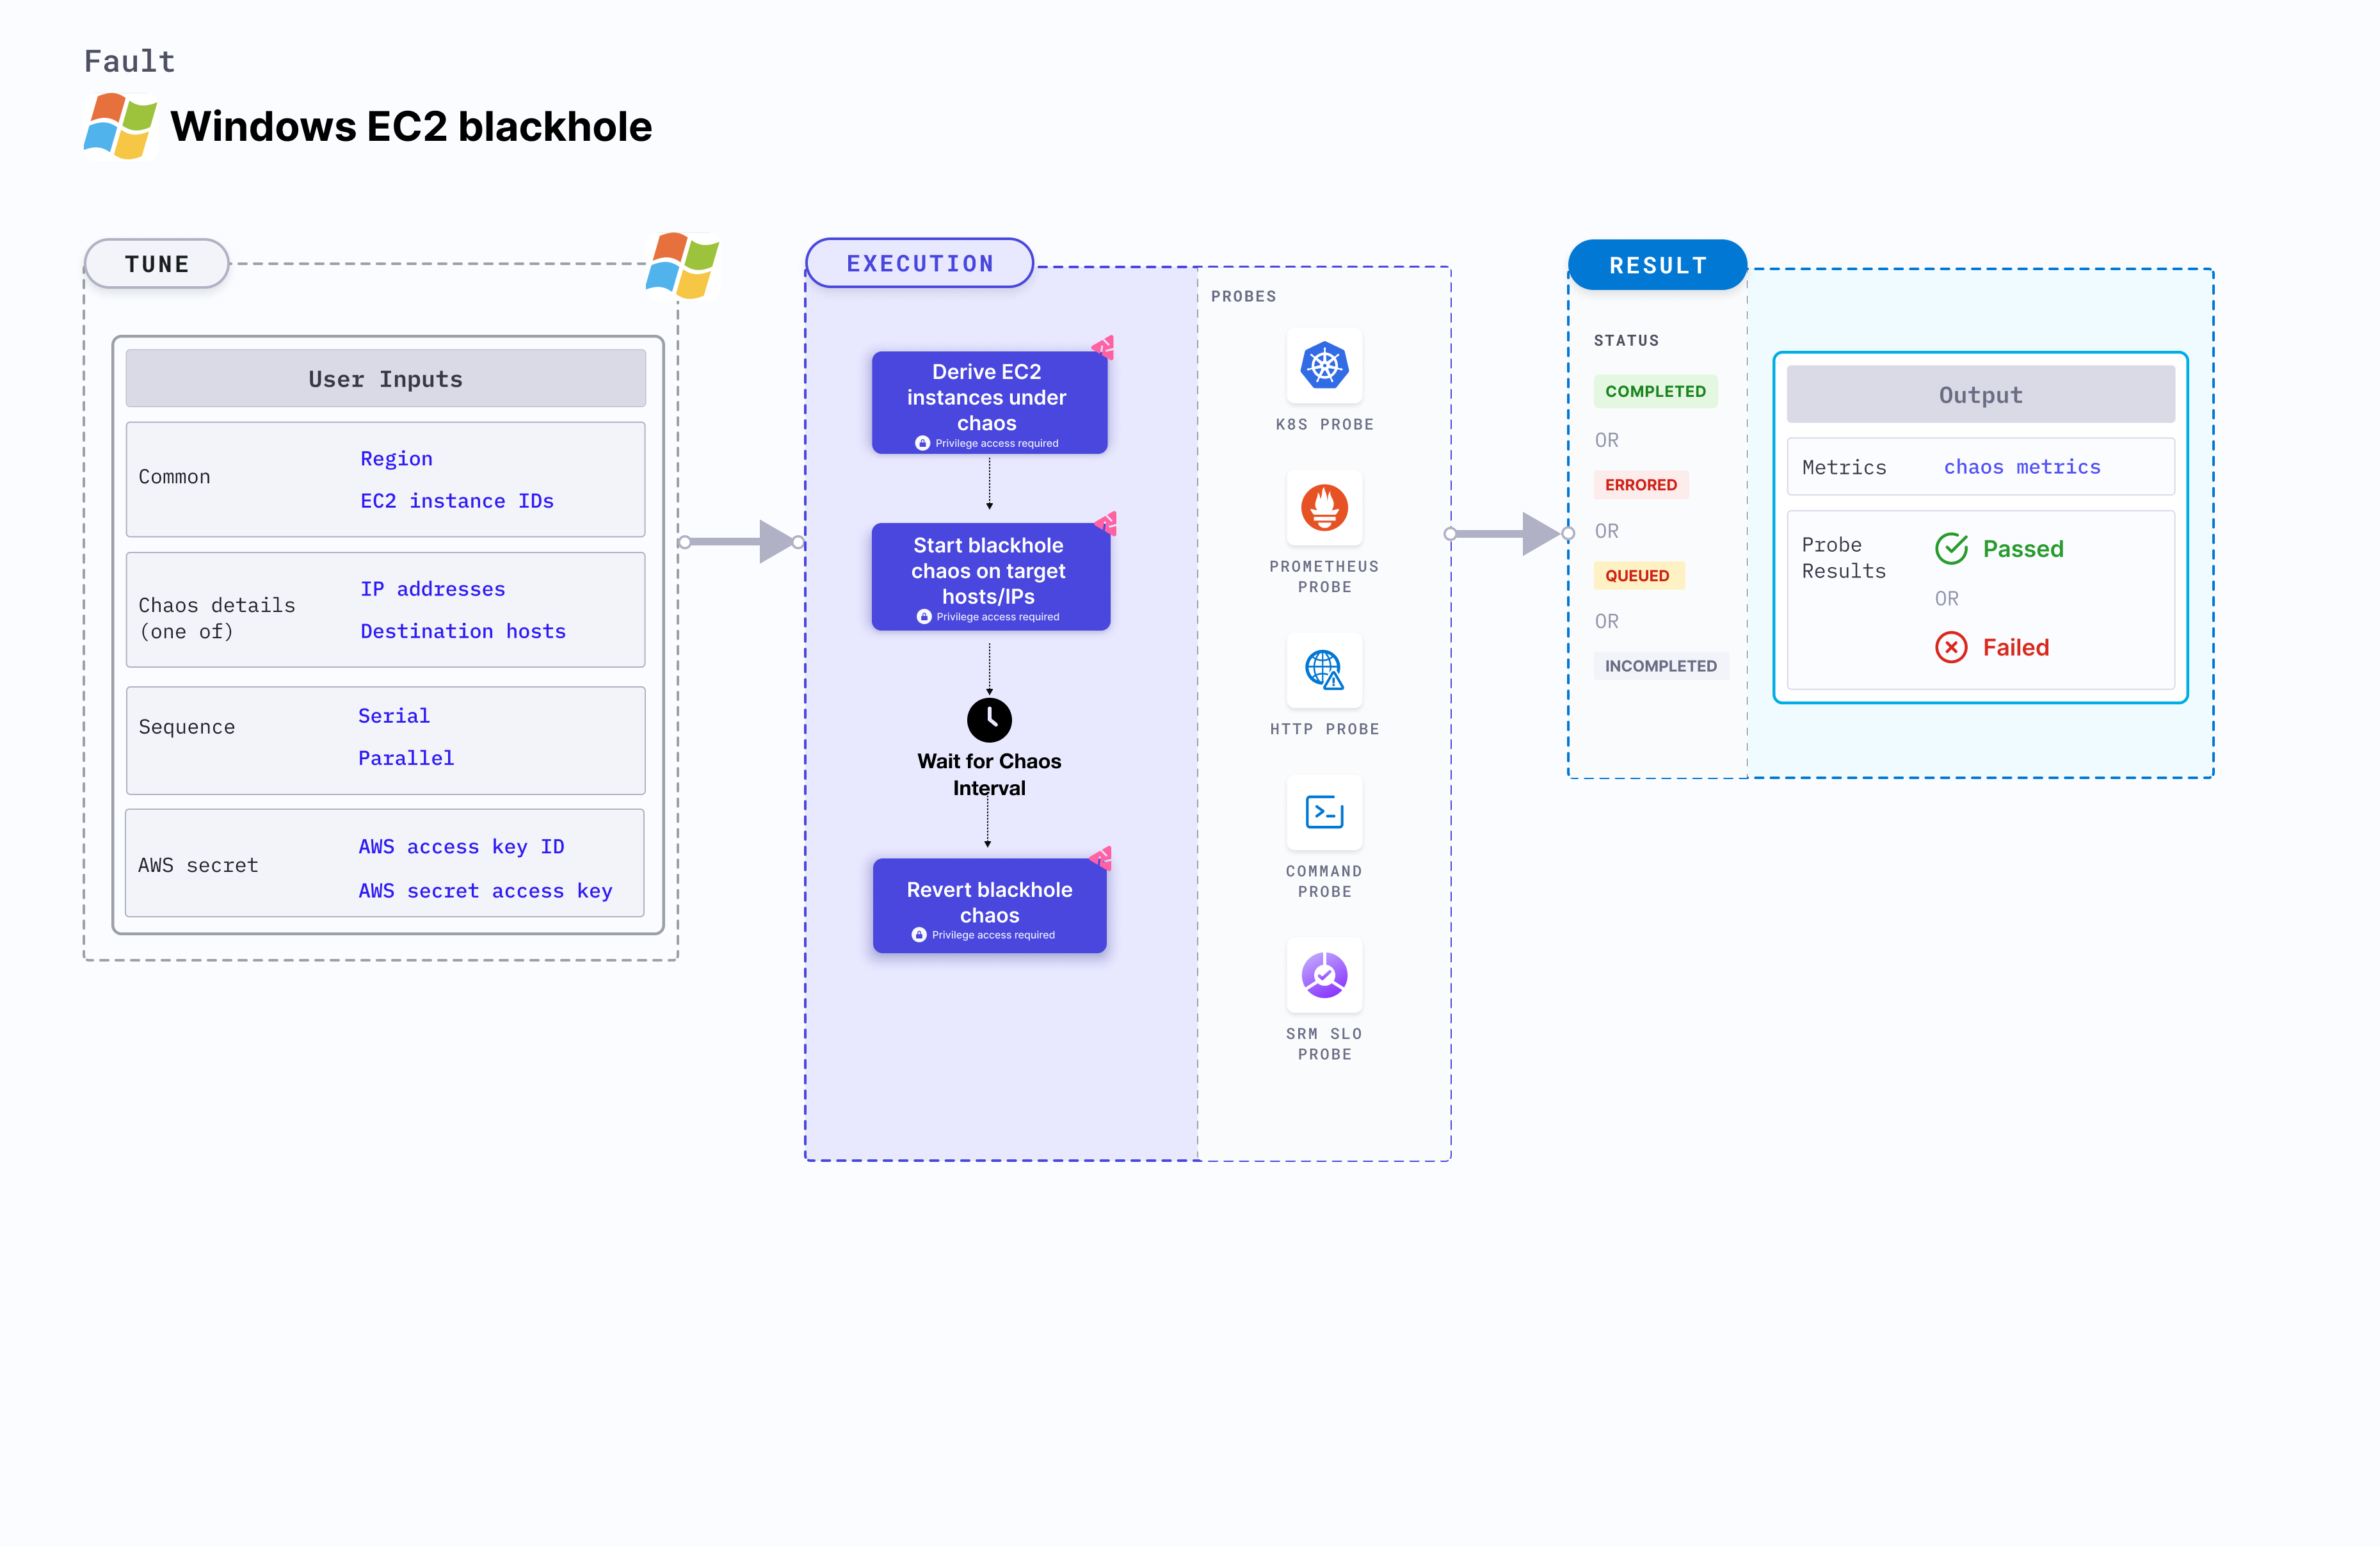 Fault
Windows EC2 blackhole
TUNE
User Inputs
Common
Region
EC2 instance IDs
Chaos details
(one of)
IP addresses
Destination hosts
Sequence
Serial
Parallel
AWS secret
AWS access key ID
AWS secret access key
EXECUTION
Derive EC2
instances under
chaos
Privilege access required
Start blackhole
chaos on target
hosts/IPs
Privilege access required
Wait for Chaos
Interval
Revert blackhole
chaos
Privilege access required
PROBES
K8S PROBE
PROMETHEUS
PROBE
HTTP PROBE
COMMAND
PROBE
SRM SLO
PROBE
RESULT
STATUS
COMPLETED
OR
ERRORED
OR
QUEUED
OR
INCOMPLETED
Output
Metrics
chaos metrics
Probe
Results
Passed
OR
Failed